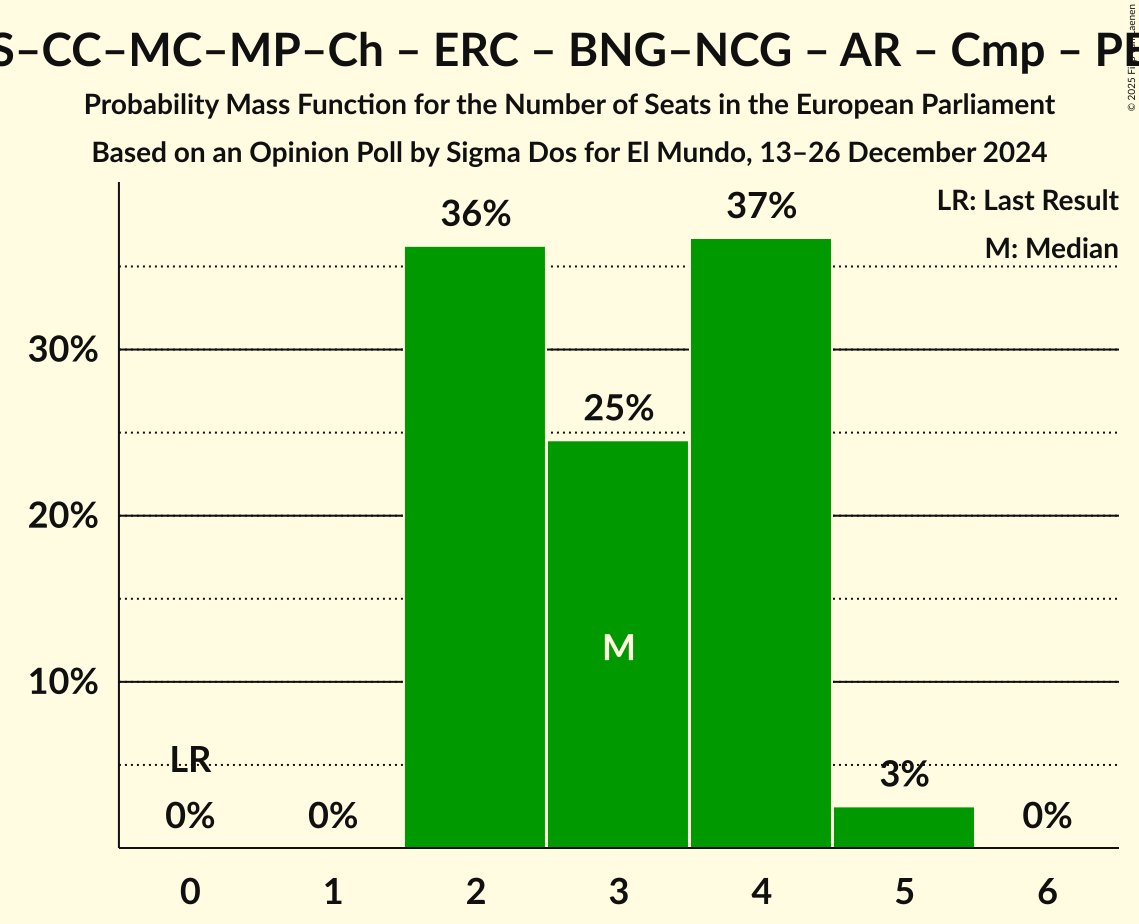 S–CC–MC–MP–Ch – ERC – BNG–NCG – AR – Cmp –
Probability Mass Function for the Number of Seats in the European Parliament
Based on an Opinion Poll by Sigma Dos for El Mundo, 13–26 December 2024
© 2025
LR: Last Result
M: Median
36%
37%
25%
30%
20%
10%
M
LR
0%
0%
3%
0%
0
1
2
3
4
5
6